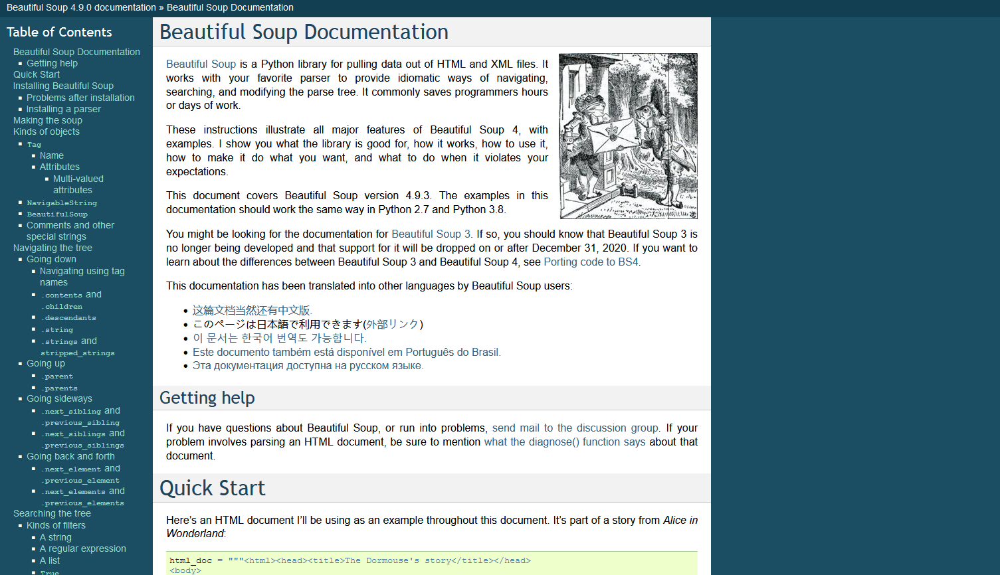 Beautiful Soup 4.9.0 documentation » Beautiful Soup Documentation
Table of Contents
Beautiful Soup Documentation
Getting help
Quick Start
Installing Beautiful Soup
Problems after installation
Installing a parser
Making the soup
Kinds of objects
Tag
Name
Attributes
Multi-valued
attributes
NavigableString
BeautifulSoup
Comments and other
special strings
Navigating the tree
Going down
Navigating using tag
names
.contents and
.children
.descendants
.string
.strings and
stripped_strings
Going up
.parent
.parents
Going sideways
.next_sibling and
.previous_sibling
.next_siblings and
.previous_siblings
Going back and forth
.next_element and
.previous_element
.next_elements and
.previous_elements
Searching the tree
Kinds of filters
A string
A regular expression
A list
True
Beautiful Soup Documentation
Beautiful Soup is a Python library for pulling data out of HTML and XML files. It
works with your favorite parser to provide idiomatic ways of navigating,
searching, and modifying the parse tree. It commonly saves programmers hours
or days of work.
These instructions illustrate all major features of Beautiful Soup 4, with
examples. I show you what the library is good for, how it works, how to use it,
how to make it do what you want, and what to do when it violates your
expectations.
This document covers Beautiful Soup version 4.9.3. The examples in this
documentation should work the same way in Python 2.7 and Python 3.8.
You might be looking for the documentation for Beautiful Soup 3. If so, you should know that Beautiful Soup 3 is
no longer being developed and that support for it will be dropped on or after December 31, 2020. If you want to
learn about the differences between Beautiful Soup 3 and Beautiful Soup 4, see Porting code to BS4.
This documentation has been translated into other languages by Beautiful Soup users:
这篇文档当然还有中文版.
このページは日本語で利用できます(外部リンク)
이 문서는 한국어 번역도 가능합니다.
Este documento também está disponível em Português do Brasil.
Эта документация доступна на русском языке.
Getting help
If you have questions about Beautiful Soup, or run into problems, send mail to the discussion group. If your
problem involves parsing an HTML document, be sure to mention what the diagnose() function says about that
document.
Quick Start
Here’s an HTML document I’ll be using as an example throughout this document. It’s part of a story from Alice in
Wonderland:
html_doc = """<html><head><title>The Dormouse's story</title></head>
<body>